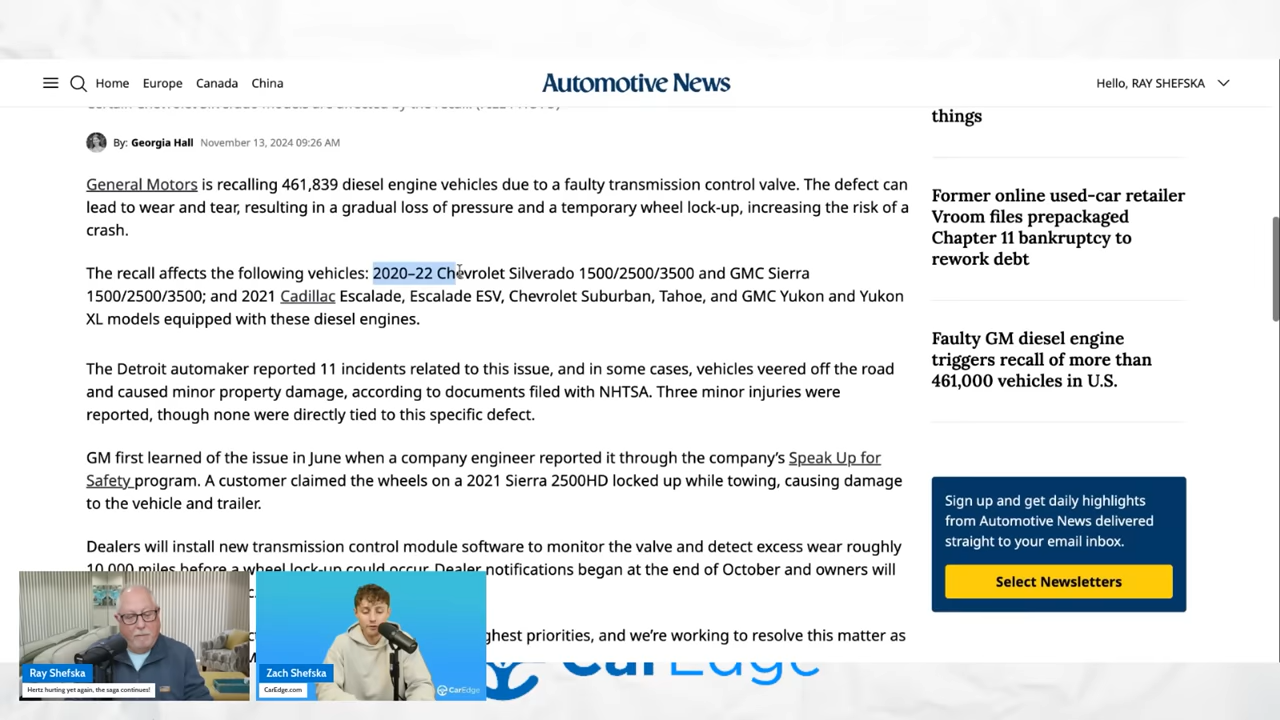 Home Europe Canada China
Automotive News
Hello, RAY SHEFSKA
By: Georgia Hall November 13, 2024 09:26 AM
General Motors is recalling 461,839 diesel engine vehicles due to a faulty transmission control valve. The defect can
lead to wear and tear, resulting in a gradual loss of pressure and a temporary wheel lock-up, increasing the risk of a
crash.
The recall affects the following vehicles: 2020–22 Chevrolet Silverado 1500/2500/3500 and GMC Sierra
1500/2500/3500; and 2021 Cadillac Escalade, Escalade ESV, Chevrolet Suburban, Tahoe, and GMC Yukon and Yukon
XL models equipped with these diesel engines.
The Detroit automaker reported 11 incidents related to this issue, and in some cases, vehicles veered off the road
and caused minor property damage, according to documents filed with NHTSA. Three minor injuries were
reported, though none were directly tied to this specific defect.
GM first learned of the issue in June when a company engineer reported it through the company's Speak Up for
Safety program. A customer claimed the wheels on a 2021 Sierra 2500HD locked up while towing, causing damage
to the vehicle and trailer.
Dealers will install new transmission control module software to monitor the valve and detect excess wear roughly
10,000 miles before a wheel lock-up could occur. Dealer notifications began at the end of October and owners will
highest priorities, and we're working to resolve this matter as
things
Former online used-car retailer
Vroom files prepackaged
Chapter 11 bankruptcy to
rework debt
Faulty GM diesel engine
triggers recall of more than
461,000 vehicles in U.S.
Sign up and get daily highlights
from Automotive News delivered
straight to your email inbox.
Select Newsletters
Ray Shefska
Hertz hurting yet again, the saga continues!
Zach Shefska
CarEdge.com
CarEdge
CarEdge